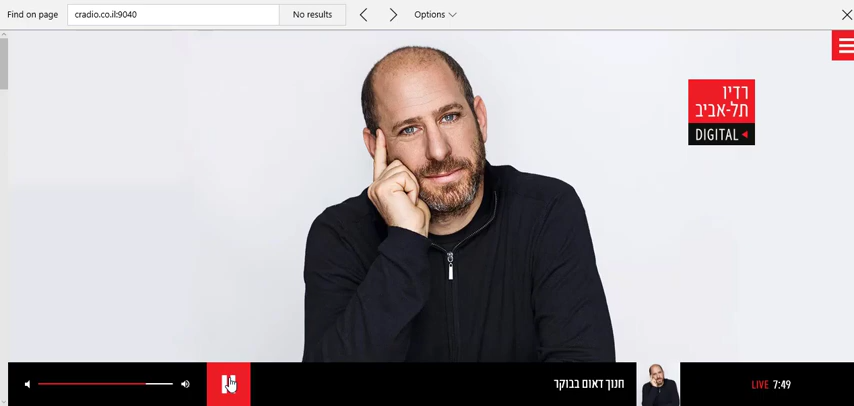 Find on page
cradio.co.il:9040
No results
Options
רדיו
תל-אביב
DIGITAL
חנוך דאום בבוקר
LIVE 7:49